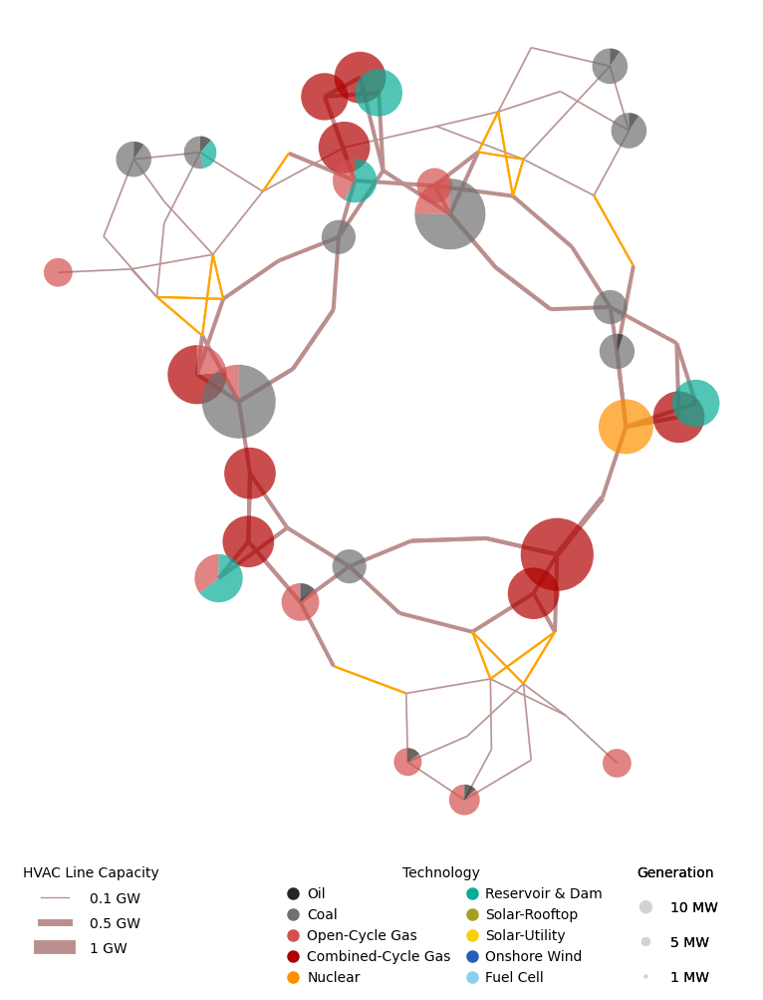 HVAC Line Capacity
0.1 GW
0.5 GW
1 GW
Technology
Oil
Coal
Open-Cycle Gas
Combined-Cycle Gas
Nuclear
Reservoir & Dam
Solar-Rooftop
Solar-Utility
Onshore Wind
Fuel Cell
Generation
10 MW
5 MW
1 MW